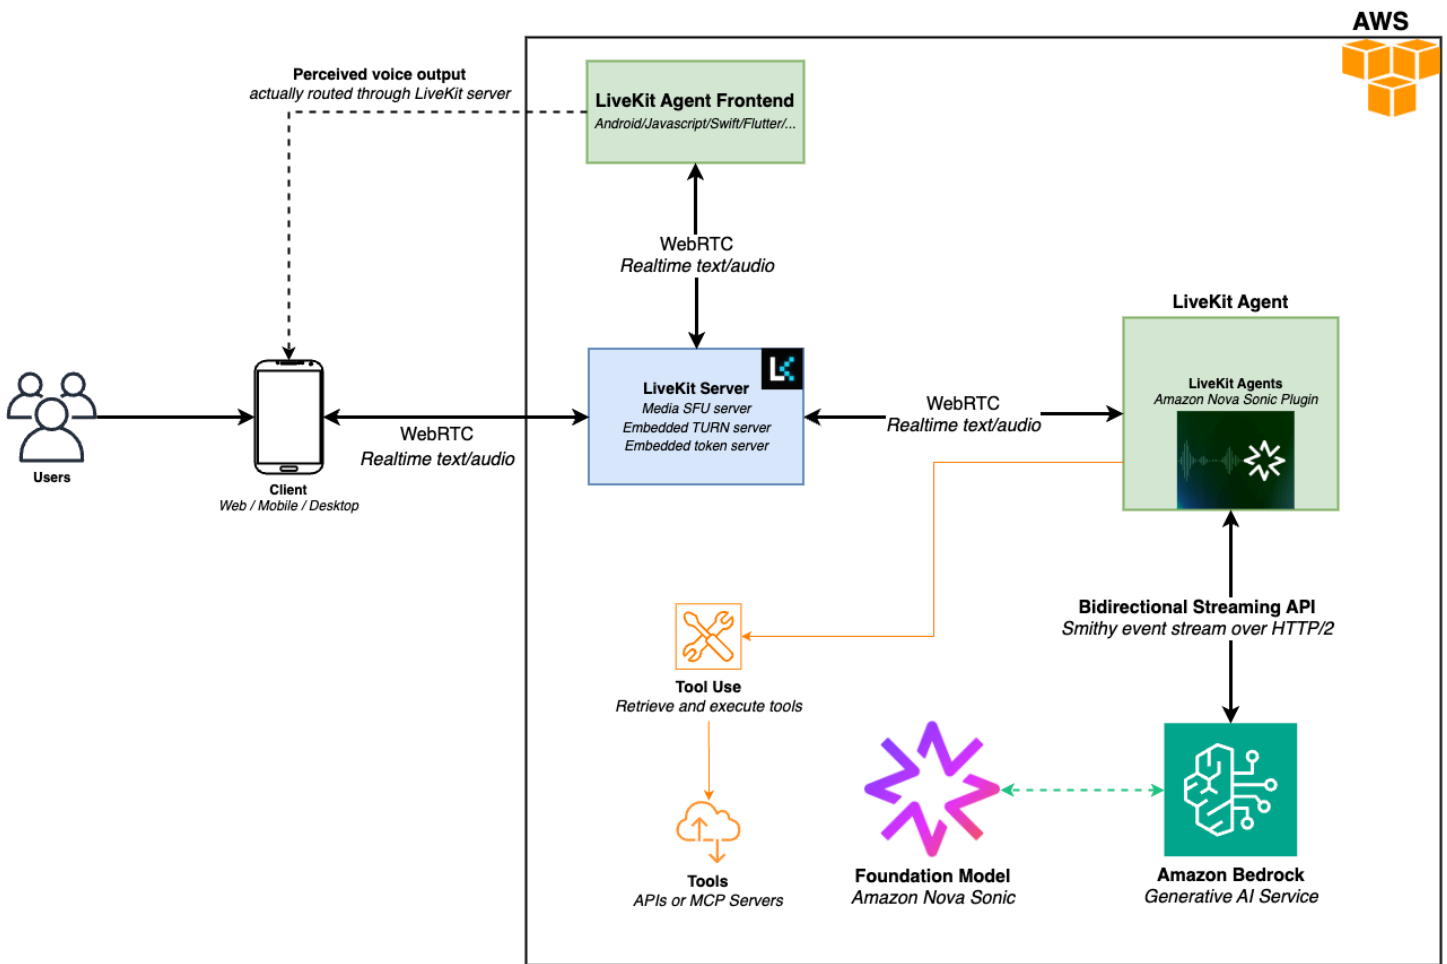 AWS
Perceived voice output
actually routed through LiveKit server
LiveKit Agent Frontend
Android/Javascript/Swift/Flutter/...
WebRTC
Realtime text/audio
LiveKit Agent
LiveKit Server
Media SFU server
Embedded TURN server
Embedded token server
LiveKit Agents
Amazon Nova Sonic Plugin
WebRTC
Realtime text/audio
WebRTC
Realtime text/audio
Users
Client
Web / Mobile / Desktop
Bidirectional Streaming API
Smithy event stream over HTTP/2
Tool Use
Retrieve and execute tools
Tools
APIs or MCP Servers
Foundation Model
Amazon Nova Sonic
Amazon Bedrock
Generative AI Service